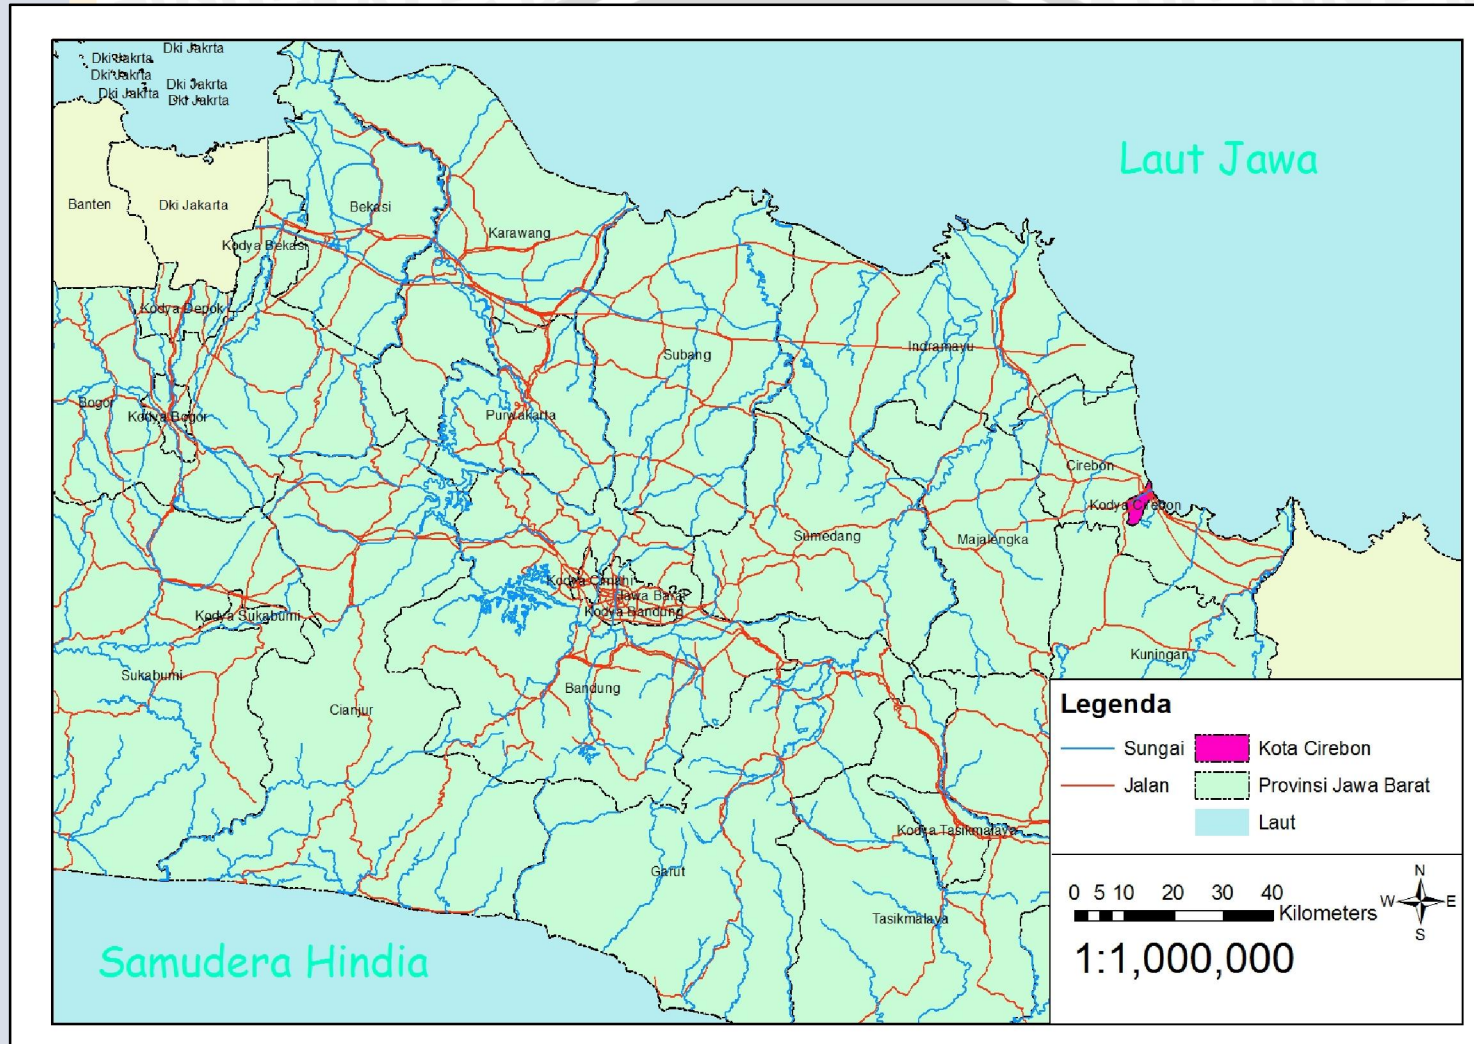 Dki Jakrta
Dki Jakrta
Dki Jakrta
Dki Jakrta
Dki Jakrta
Dki Jakrta
Laut Jawa
Banten
Dki Jakarta
Bekasi
Karawang
Kodya Bekasi
Kodya Depok
Indramayu
Subang
Bogor
Kodya Bogor
Purwakarta
Cirebon
Kodya Cirebon
Sumedang
Majalengka
Kodya Cimahi
Jawa Barat
Kodya Bandung
Kodya Sukabumi
Kuningan
Sukabumi
Bandung
Cianjur
Legenda
Sungai
Kota Cirebon
Jalan
Provinsi Jawa Barat
Laut
Kodya Tasikmalaya
Garut
Tasikmalaya
0 5 10 20 30 40
Kilometers
N
W E
S
1:1,000,000
Samudera Hindia